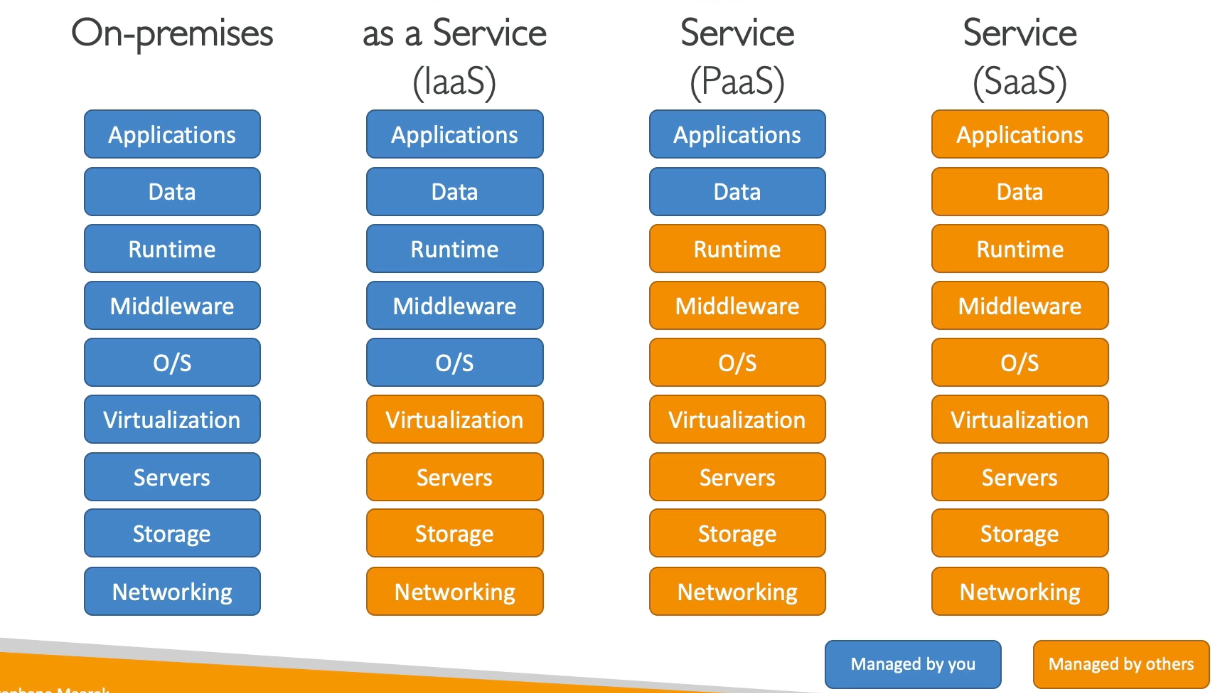 On-premises
as a Service
(IaaS)
Service
(PaaS)
Service
(SaaS)
Applications
Data
Runtime
Middleware
O/S
Virtualization
Servers
Storage
Networking
Applications
Data
Runtime
Middleware
O/S
Virtualization
Servers
Storage
Networking
Applications
Data
Runtime
Middleware
O/S
Virtualization
Servers
Storage
Networking
Applications
Data
Runtime
Middleware
O/S
Virtualization
Servers
Storage
Networking
Managed by you
Managed by others